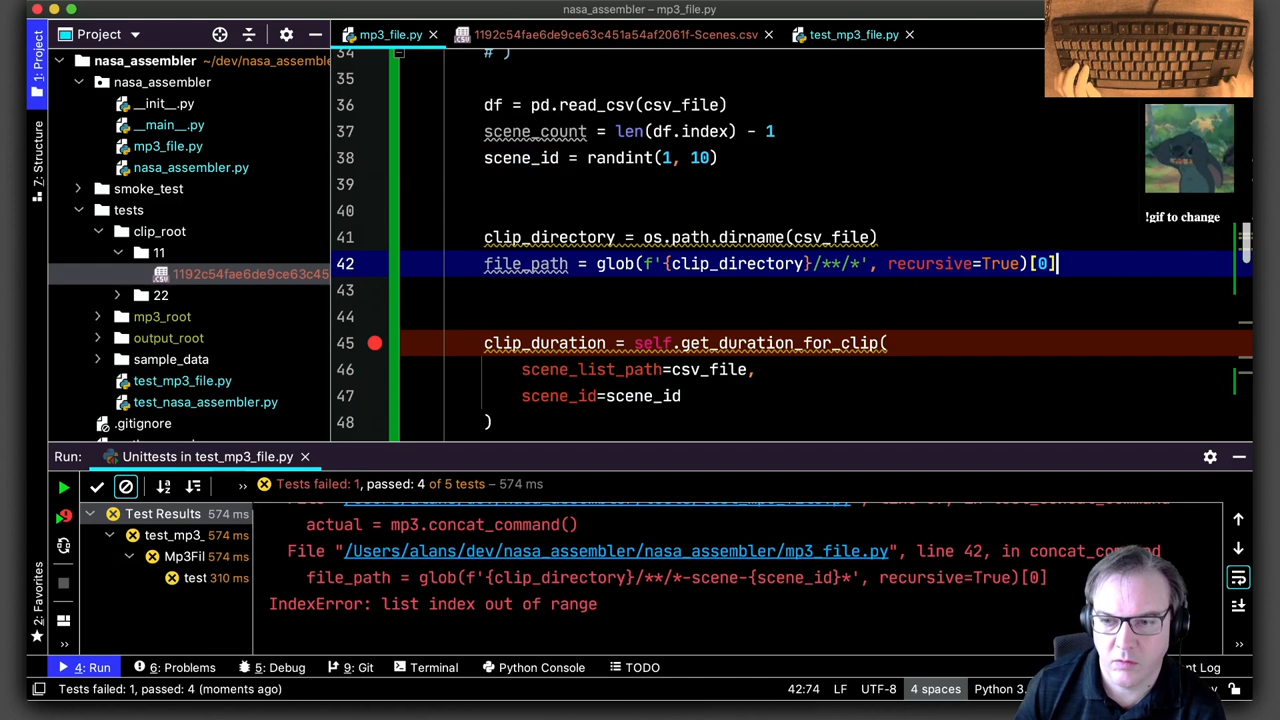 nasa_assembler – mp3_file.py
Project
mp3_file.py
1192c54fae6de9ce63c451a54af2061f-Scenes.csv
test_mp3_file.py
1: Project
7: Structure
2: Favorites
nasa_assembler ~/dev/nasa_assemble
nasa_assembler
__init__.py
__main__.py
mp3_file.py
nasa_assembler.py
smoke_test
tests
clip_root
11
1192c54fae6de9ce63c45
22
mp3_root
output_root
sample_data
test_mp3_file.py
test_nasa_assembler.py
.gitignore
34 # )
35
36 df = pd.read_csv(csv_file)
37 scene_count = len(df.index) - 1
38 scene_id = randint(1, 10)
39
40
41 clip_directory = os.path.dirname(csv_file)
42 file_path = glob(f'{clip_directory}/**/*', recursive=True)[0]
43
44
45 clip_duration = self.get_duration_for_clip(
46 scene_list_path=csv_file,
47 scene_id=scene_id
48 )
!gif to change
Run: Unittests in test_mp3_file.py
Tests failed: 1, passed: 4 of 5 tests – 574 ms
Test Results 574 ms
test_mp3_ 574 ms
Mp3Fil 574 ms
test 310 ms
actual = mp3.concat_command()
File "/Users/alans/dev/nasa_assembler/nasa_assembler/mp3_file.py", line 42, in concat_command
file_path = glob(f'{clip_directory}/**/*-scene-{scene_id}*', recursive=True)[0]
IndexError: list index out of range
4: Run
6: Problems
5: Debug
9: Git
Terminal
Python Console
TODO
nt Log
Tests failed: 1, passed: 4 (moments ago)
42:74
LF
UTF-8
4 spaces
Python 3.